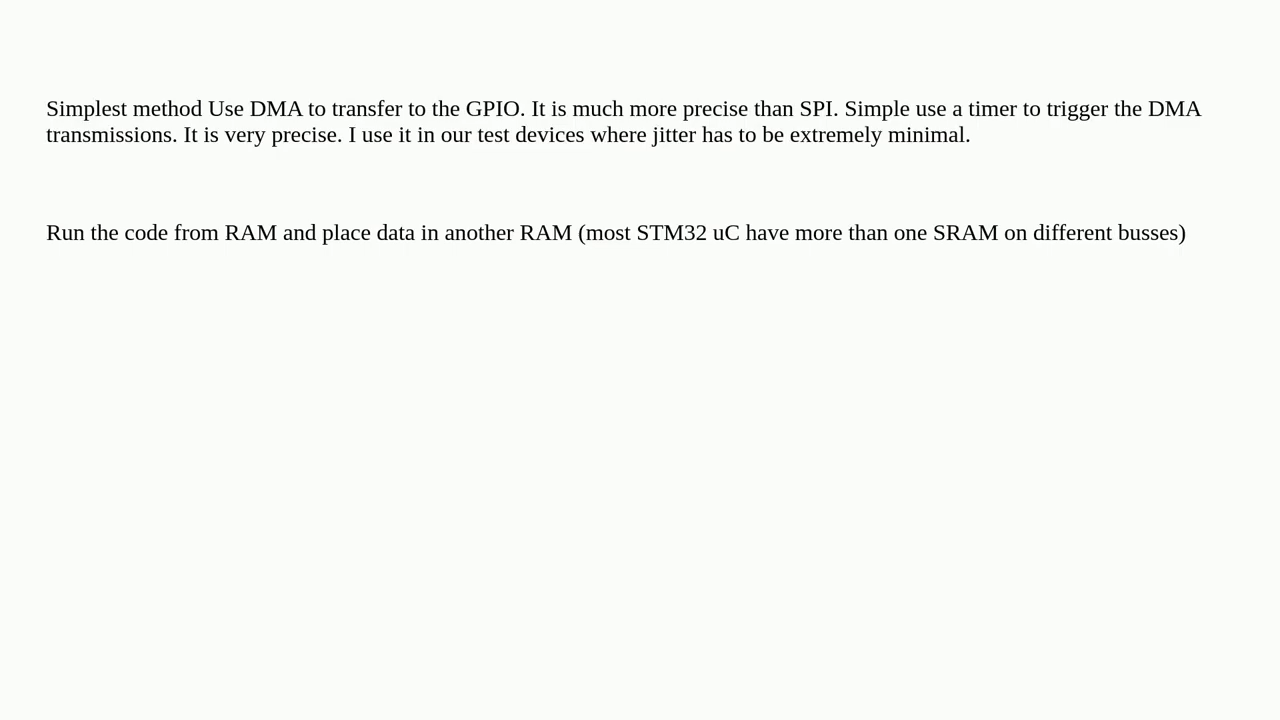 Simplest method Use DMA to transfer to the GPIO. It is much more precise than SPI. Simple use a timer to trigger the DMA
transmissions. It is very precise. I use it in our test devices where jitter has to be extremely minimal.
Run the code from RAM and place data in another RAM (most STM32 uC have more than one SRAM on different busses)